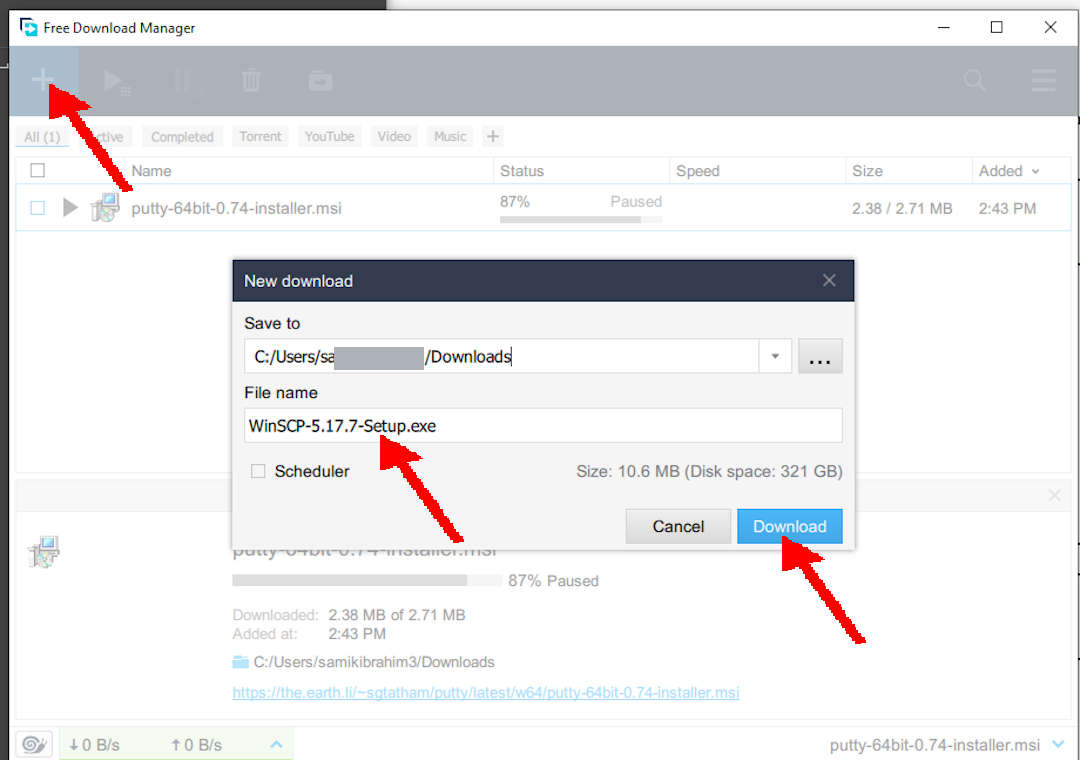 Free Download Manager
All (1) Active Completed Torrent YouTube Video Music +
Name Status Speed Size Added
putty-64bit-0.74-installer.msi 87% Paused 2.38 / 2.71 MB 2:43 PM
New download
Save to
C:/Users/sa /Downloads
...
File name
WinSCP-5.17.7-Setup.exe
Scheduler Size: 10.6 MB (Disk space: 321 GB)
Cancel Download
putty-64bit-0.74-installer.msi
87% Paused
Downloaded: 2.38 MB of 2.71 MB
Added at: 2:43 PM
C:/Users/samikibrahim3/Downloads
https://the.earth.li/~sgtatham/putty/latest/w64/putty-64bit-0.74-installer.msi
↓0 B/s ↑0 B/s putty-64bit-0.74-installer.msi